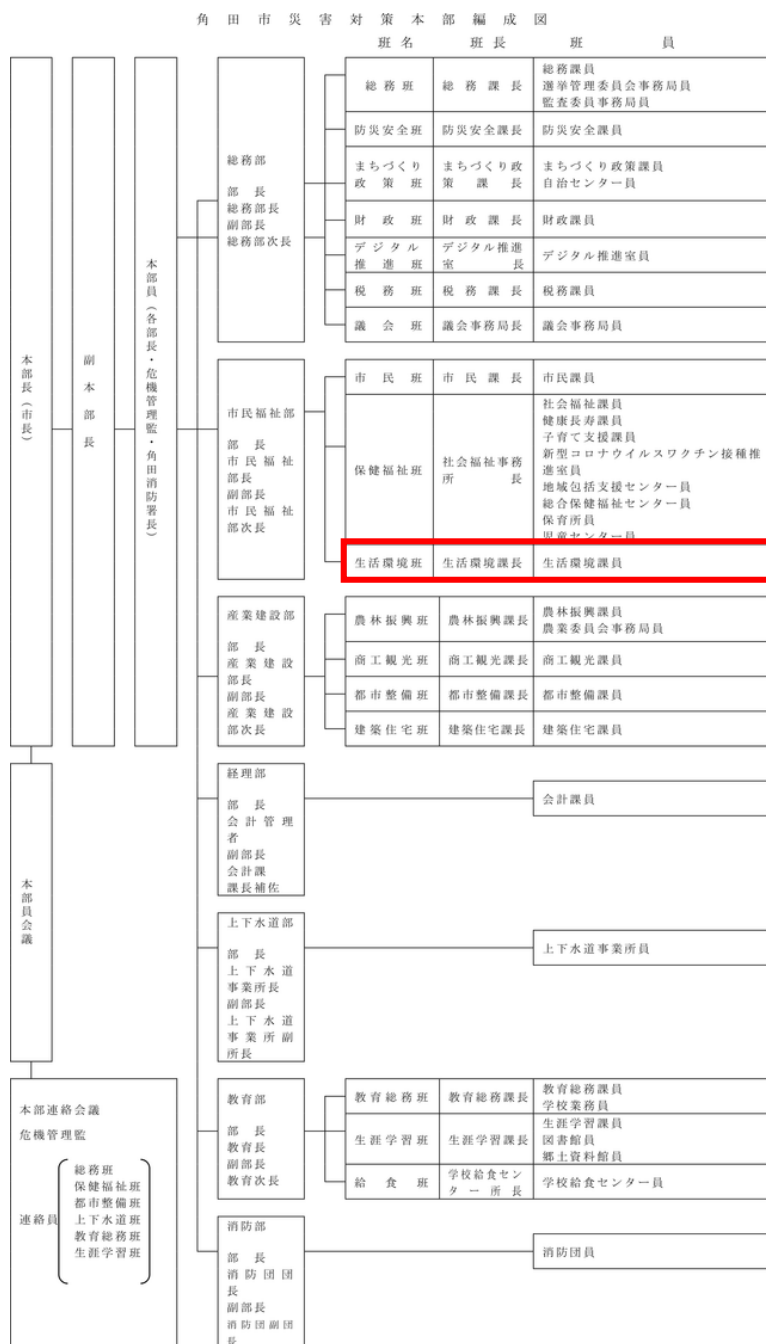 角田市災害対策本部編成図
班名 班長 班員
本部長（市長）
副本部長
本部員（各部長・危機管理監・角田消防署長）
総務部
部長
総務部長
副部長
総務部次長
総務班 総務課長 総務課員
選挙管理委員会事務局員
監査委員事務局員
防災安全班 防災安全課長 防災安全課員
まちづくり まちづくり政 まちづくり政策課員
政策班 策課長 自治センター員
財政班 財政課長 財政課員
デジタル デジタル推進 デジタル推進室員
推進班 室長
税務班 税務課長 税務課員
議会班 議会事務局長 議会事務局員
市民福祉部
部長
市民福祉
部長
副部長
市民福祉
部次長
市民班 市民課長 市民課員
保健福祉班 社会福祉事務
所長
社会福祉課員
健康長寿課員
子育て支援課員
新型コロナウイルスワクチン接種推
進室員
地域包括支援センター員
総合保健福祉センター員
保育所員
児童センター員
生活環境班 生活環境課長 生活環境課員
産業建設部
部長
産業建設
部長
副部長
産業建設
部次長
農林振興班 農林振興課長 農林振興課員
農業委員会事務局員
商工観光班 商工観光課長 商工観光課員
都市整備班 都市整備課長 都市整備課員
建築住宅班 建築住宅課長 建築住宅課員
本部員会議
経理部
部長
会計管理
者
副部長
会計課
課長補佐
会計課員
上下水道部
部長
上下水道
事業所長
副部長
上下水道
事業所副
所長
上下水道事業所員
本部連絡会議
危機管理監
連絡員
総務班
保健福祉班
都市整備班
上下水道班
教育総務班
生涯学習班
教育部
部長
教育長
副部長
教育次長
教育総務班 教育総務課長 教育総務課員
学校業務員
生涯学習班 生涯学習課長 生涯学習課員
図書館員
郷土資料館員
給食班 学校給食セン 学校給食センター員
ター所長
消防部
部長
消防団団
長
副部長
消防団副団
長
消防団員